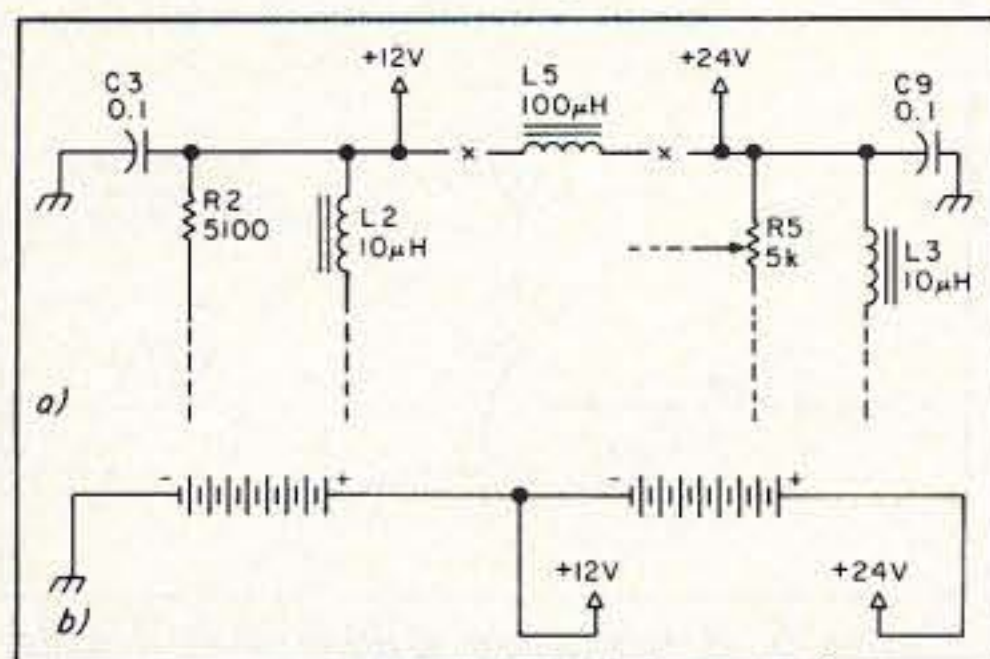 C3
0.1
+12V
L5
100μH
+24V
C9
0.1
x
x
R2
5100
L2
10μH
R5
5k
L3
10μH
a)
-
+
-
+
+12V
+24V
b)